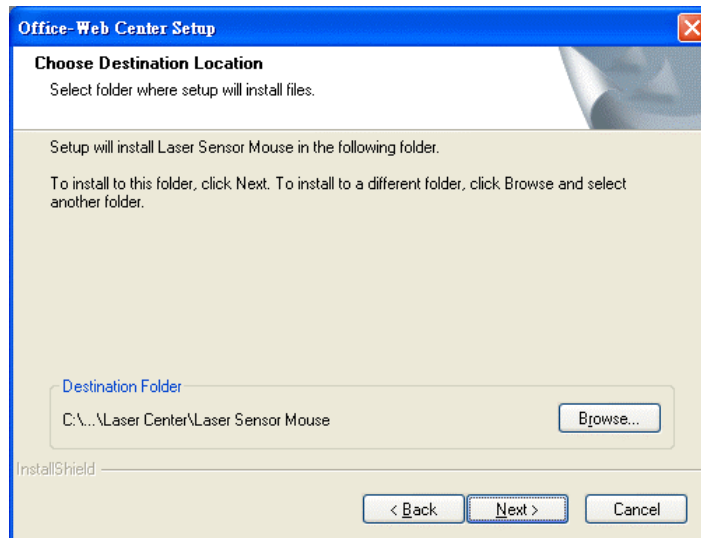 Office-Web Center Setup
Choose Destination Location
Select folder where setup will install files.
Setup will install Laser Sensor Mouse in the following folder.
To install to this folder, click Next. To install to a different folder, click Browse and select
another folder.
Destination Folder
C:\...\Laser Center\Laser Sensor Mouse
Browse...
InstallShield
< Back
Next >
Cancel